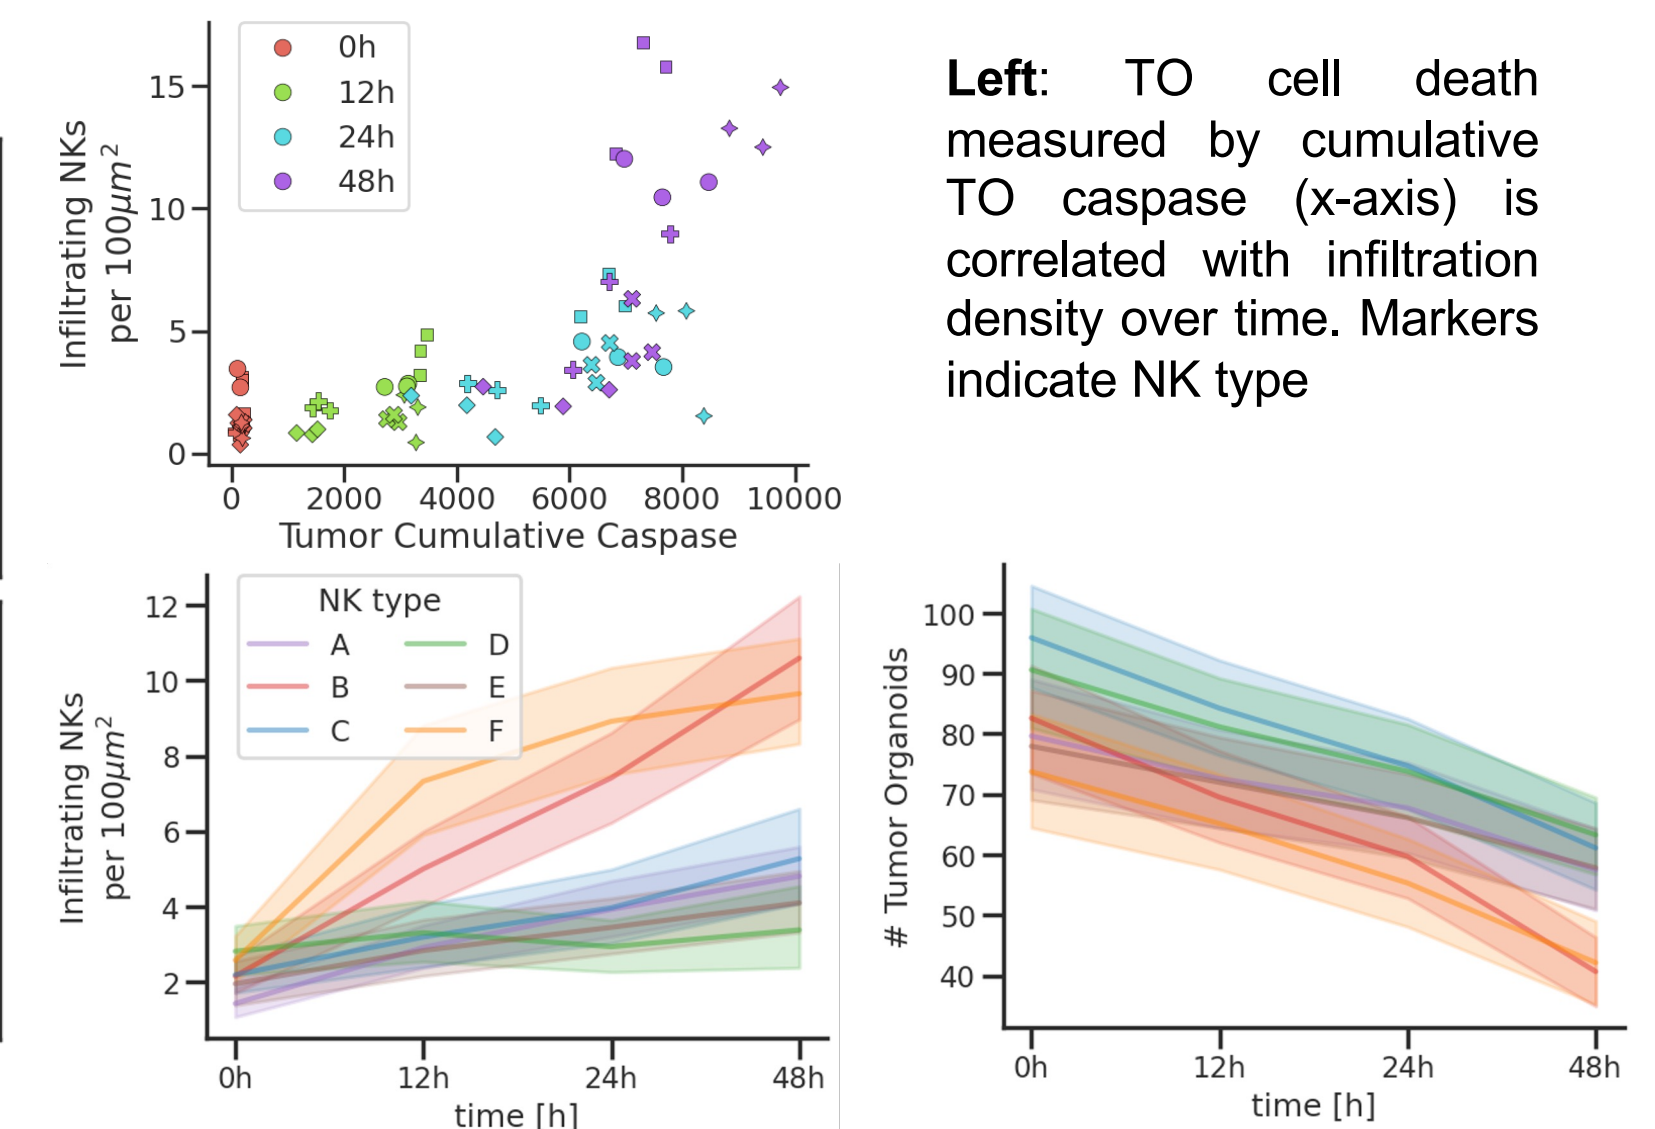 0h
12h
24h
48h
15
10
5
0
Infiltrating NKs
per 100μm²
0 2000 4000 6000 8000 10000
Tumor Cumulative Caspase
Left: TO cell death
measured by cumulative
TO caspase (x-axis) is
correlated with infiltration
density over time. Markers
indicate NK type
NK type
A D
B E
C F
12
10
8
6
4
2
Infiltrating NKs
per 100μm²
0h 12h 24h 48h
time [h]
100
90
80
70
60
50
40
# Tumor Organoids
0h 12h 24h 48h
time [h]